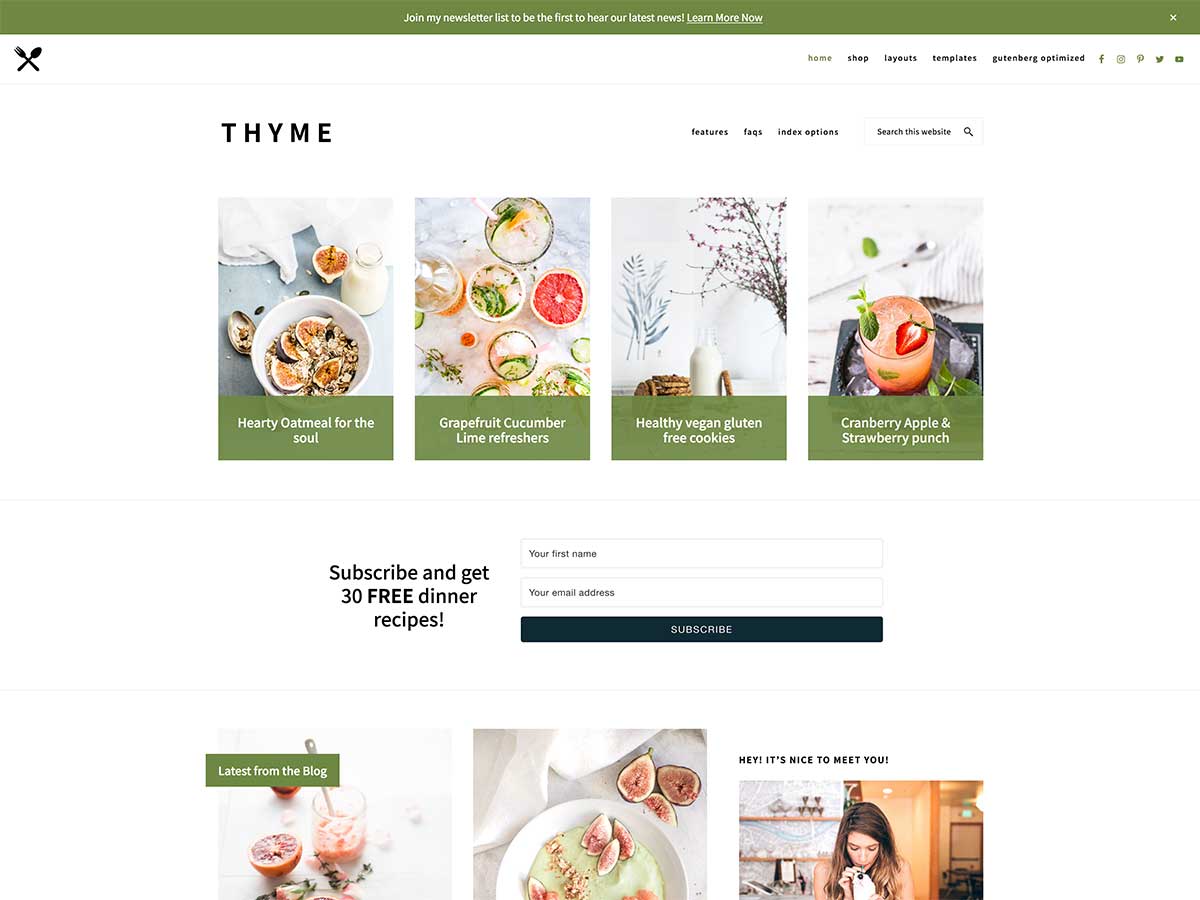 Join my newsletter list to be the first to hear our latest news! Learn More Now ×
home shop layouts templates gutenberg optimized
THYME
features faqs index options Search this website
Hearty Oatmeal for the
soul
Grapefruit Cucumber
Lime refreshers
Healthy vegan gluten
free cookies
Cranberry Apple &
Strawberry punch
Subscribe and get
30 FREE dinner
recipes!
Your first name
Your email address
SUBSCRIBE
Latest from the Blog
HEY! IT'S NICE TO MEET YOU!